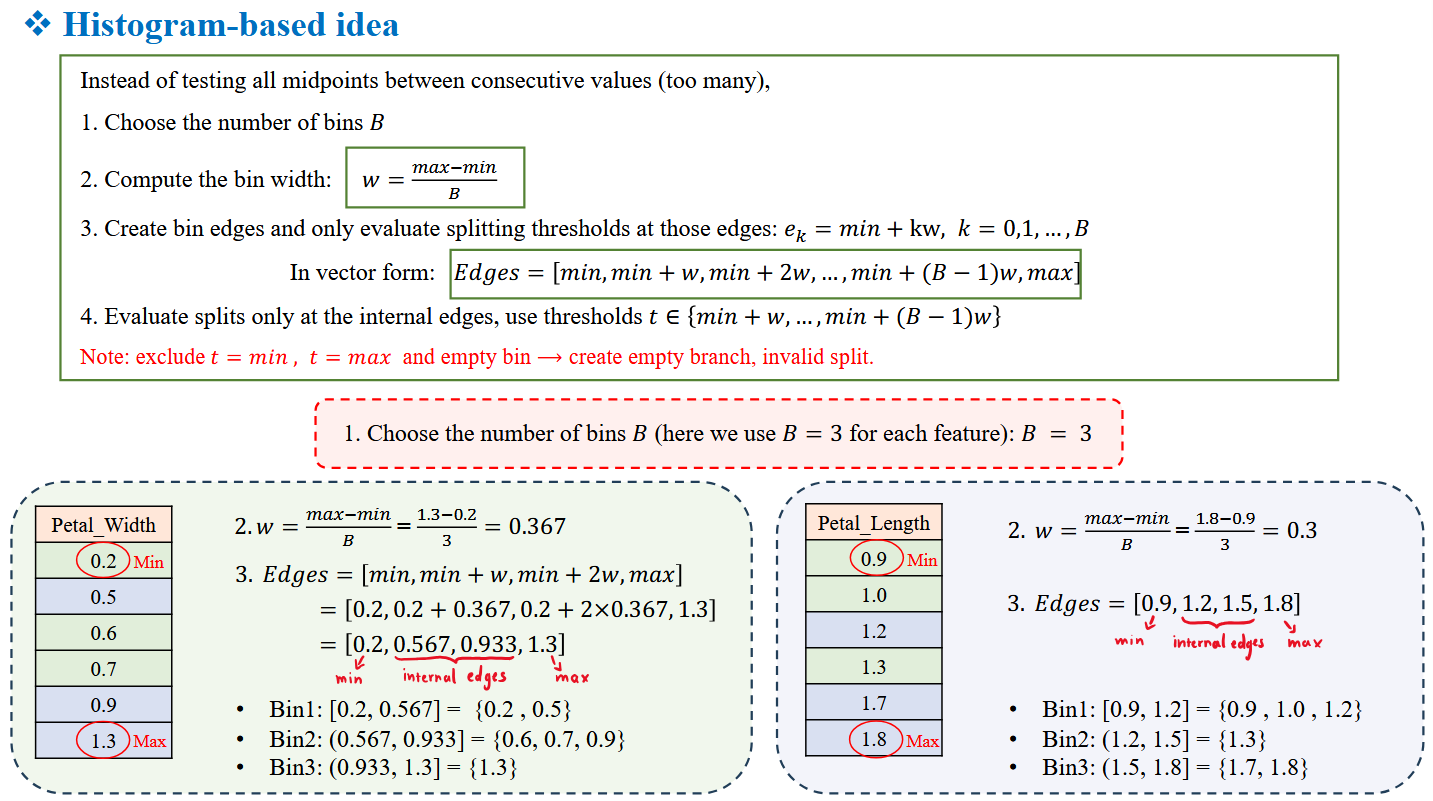 ❖ Histogram-based idea
Instead of testing all midpoints between consecutive values (too many),
1. Choose the number of bins B
2. Compute the bin width: w = (max−min)/B
3. Create bin edges and only evaluate splitting thresholds at those edges: e_k = min + kw, k = 0,1, … , B
In vector form: Edges = [min, min + w, min + 2w, … , min + (B − 1)w, max]
4. Evaluate splits only at the internal edges, use thresholds t ∈ {min + w, … , min + (B − 1)w}
Note: exclude t = min , t = max and empty bin ⟶ create empty branch, invalid split.
1. Choose the number of bins B (here we use B = 3 for each feature): B = 3
Petal_Width
0.2 Min
0.5
0.6
0.7
0.9
1.3 Max
2. w = (max−min)/B = (1.3−0.2)/3 = 0.367
3. Edges = [min, min + w, min + 2w, max]
= [0.2, 0.2 + 0.367, 0.2 + 2×0.367, 1.3]
= [0.2, 0.567, 0.933, 1.3]
min internal edges max
• Bin1: [0.2, 0.567] = {0.2 , 0.5}
• Bin2: (0.567, 0.933] = {0.6, 0.7, 0.9}
• Bin3: (0.933, 1.3] = {1.3}
Petal_Length
0.9 Min
1.0
1.2
1.3
1.7
1.8 Max
2. w = (max−min)/B = (1.8−0.9)/3 = 0.3
3. Edges = [0.9, 1.2, 1.5, 1.8]
min internal edges max
• Bin1: [0.9, 1.2] = {0.9 , 1.0 , 1.2}
• Bin2: (1.2, 1.5] = {1.3}
• Bin3: (1.5, 1.8] = {1.7, 1.8}